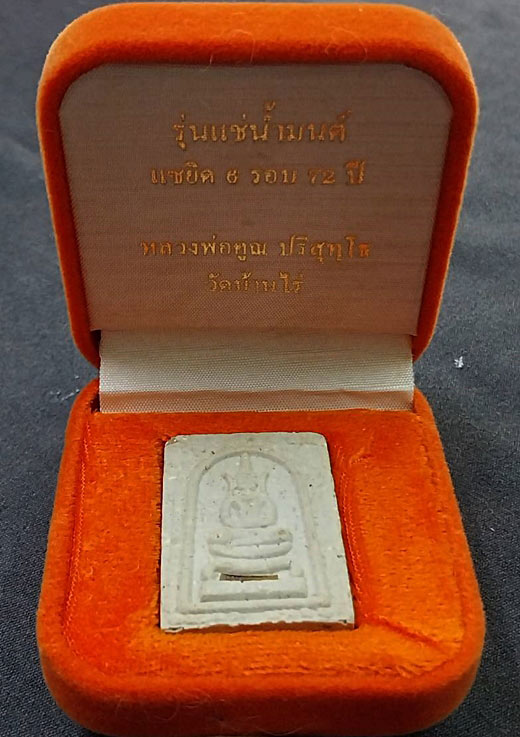 รุ่นแช่น้ำมนต์
แซยิด 6 รอบ 72 ปี
หลวงพ่อคูณ ปริสุทฺโธ
วัดบ้านไร่